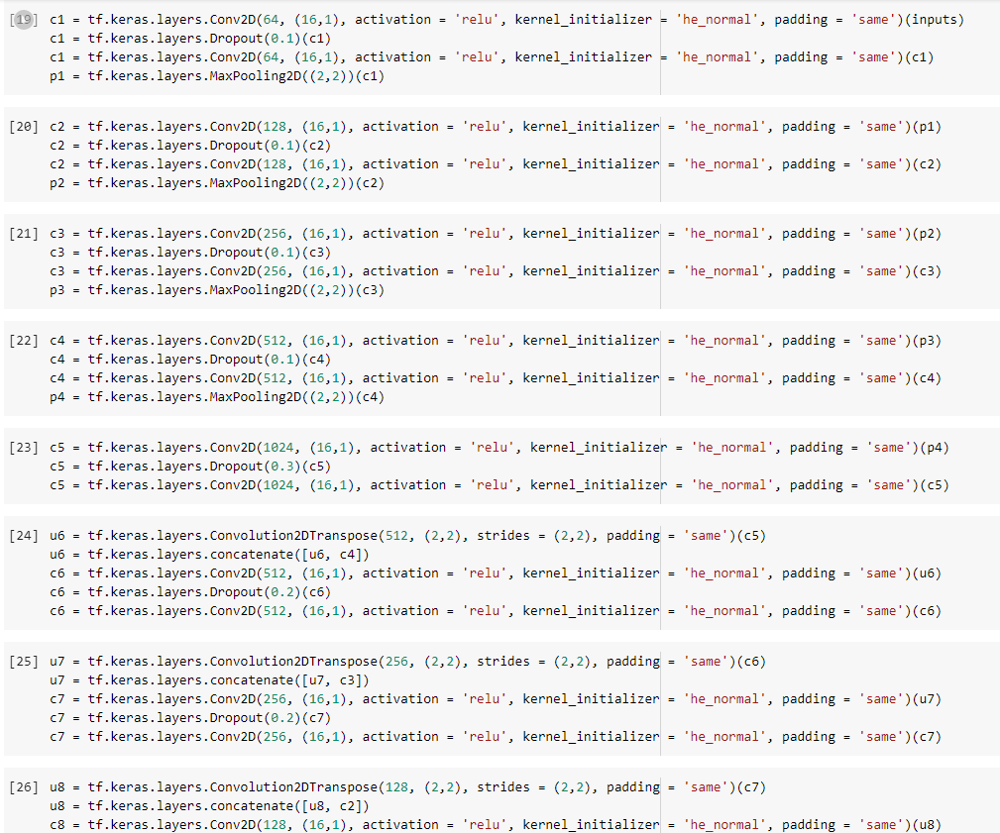 [19] c1 = tf.keras.layers.Conv2D(64, (16,1), activation = 'relu', kernel_initializer = 'he_normal', padding = 'same')(inputs)
c1 = tf.keras.layers.Dropout(0.1)(c1)
c1 = tf.keras.layers.Conv2D(64, (16,1), activation = 'relu', kernel_initializer = 'he_normal', padding = 'same')(c1)
p1 = tf.keras.layers.MaxPooling2D((2,2))(c1)
[20] c2 = tf.keras.layers.Conv2D(128, (16,1), activation = 'relu', kernel_initializer = 'he_normal', padding = 'same')(p1)
c2 = tf.keras.layers.Dropout(0.1)(c2)
c2 = tf.keras.layers.Conv2D(128, (16,1), activation = 'relu', kernel_initializer = 'he_normal', padding = 'same')(c2)
p2 = tf.keras.layers.MaxPooling2D((2,2))(c2)
[21] c3 = tf.keras.layers.Conv2D(256, (16,1), activation = 'relu', kernel_initializer = 'he_normal', padding = 'same')(p2)
c3 = tf.keras.layers.Dropout(0.1)(c3)
c3 = tf.keras.layers.Conv2D(256, (16,1), activation = 'relu', kernel_initializer = 'he_normal', padding = 'same')(c3)
p3 = tf.keras.layers.MaxPooling2D((2,2))(c3)
[22] c4 = tf.keras.layers.Conv2D(512, (16,1), activation = 'relu', kernel_initializer = 'he_normal', padding = 'same')(p3)
c4 = tf.keras.layers.Dropout(0.1)(c4)
c4 = tf.keras.layers.Conv2D(512, (16,1), activation = 'relu', kernel_initializer = 'he_normal', padding = 'same')(c4)
p4 = tf.keras.layers.MaxPooling2D((2,2))(c4)
[23] c5 = tf.keras.layers.Conv2D(1024, (16,1), activation = 'relu', kernel_initializer = 'he_normal', padding = 'same')(p4)
c5 = tf.keras.layers.Dropout(0.3)(c5)
c5 = tf.keras.layers.Conv2D(1024, (16,1), activation = 'relu', kernel_initializer = 'he_normal', padding = 'same')(c5)
[24] u6 = tf.keras.layers.Convolution2DTranspose(512, (2,2), strides = (2,2), padding = 'same')(c5)
u6 = tf.keras.layers.concatenate([u6, c4])
c6 = tf.keras.layers.Conv2D(512, (16,1), activation = 'relu', kernel_initializer = 'he_normal', padding = 'same')(u6)
c6 = tf.keras.layers.Dropout(0.2)(c6)
c6 = tf.keras.layers.Conv2D(512, (16,1), activation = 'relu', kernel_initializer = 'he_normal', padding = 'same')(c6)
[25] u7 = tf.keras.layers.Convolution2DTranspose(256, (2,2), strides = (2,2), padding = 'same')(c6)
u7 = tf.keras.layers.concatenate([u7, c3])
c7 = tf.keras.layers.Conv2D(256, (16,1), activation = 'relu', kernel_initializer = 'he_normal', padding = 'same')(u7)
c7 = tf.keras.layers.Dropout(0.2)(c7)
c7 = tf.keras.layers.Conv2D(256, (16,1), activation = 'relu', kernel_initializer = 'he_normal', padding = 'same')(c7)
[26] u8 = tf.keras.layers.Convolution2DTranspose(128, (2,2), strides = (2,2), padding = 'same')(c7)
u8 = tf.keras.layers.concatenate([u8, c2])
c8 = tf.keras.layers.Conv2D(128, (16,1), activation = 'relu', kernel_initializer = 'he_normal', padding = 'same')(u8)